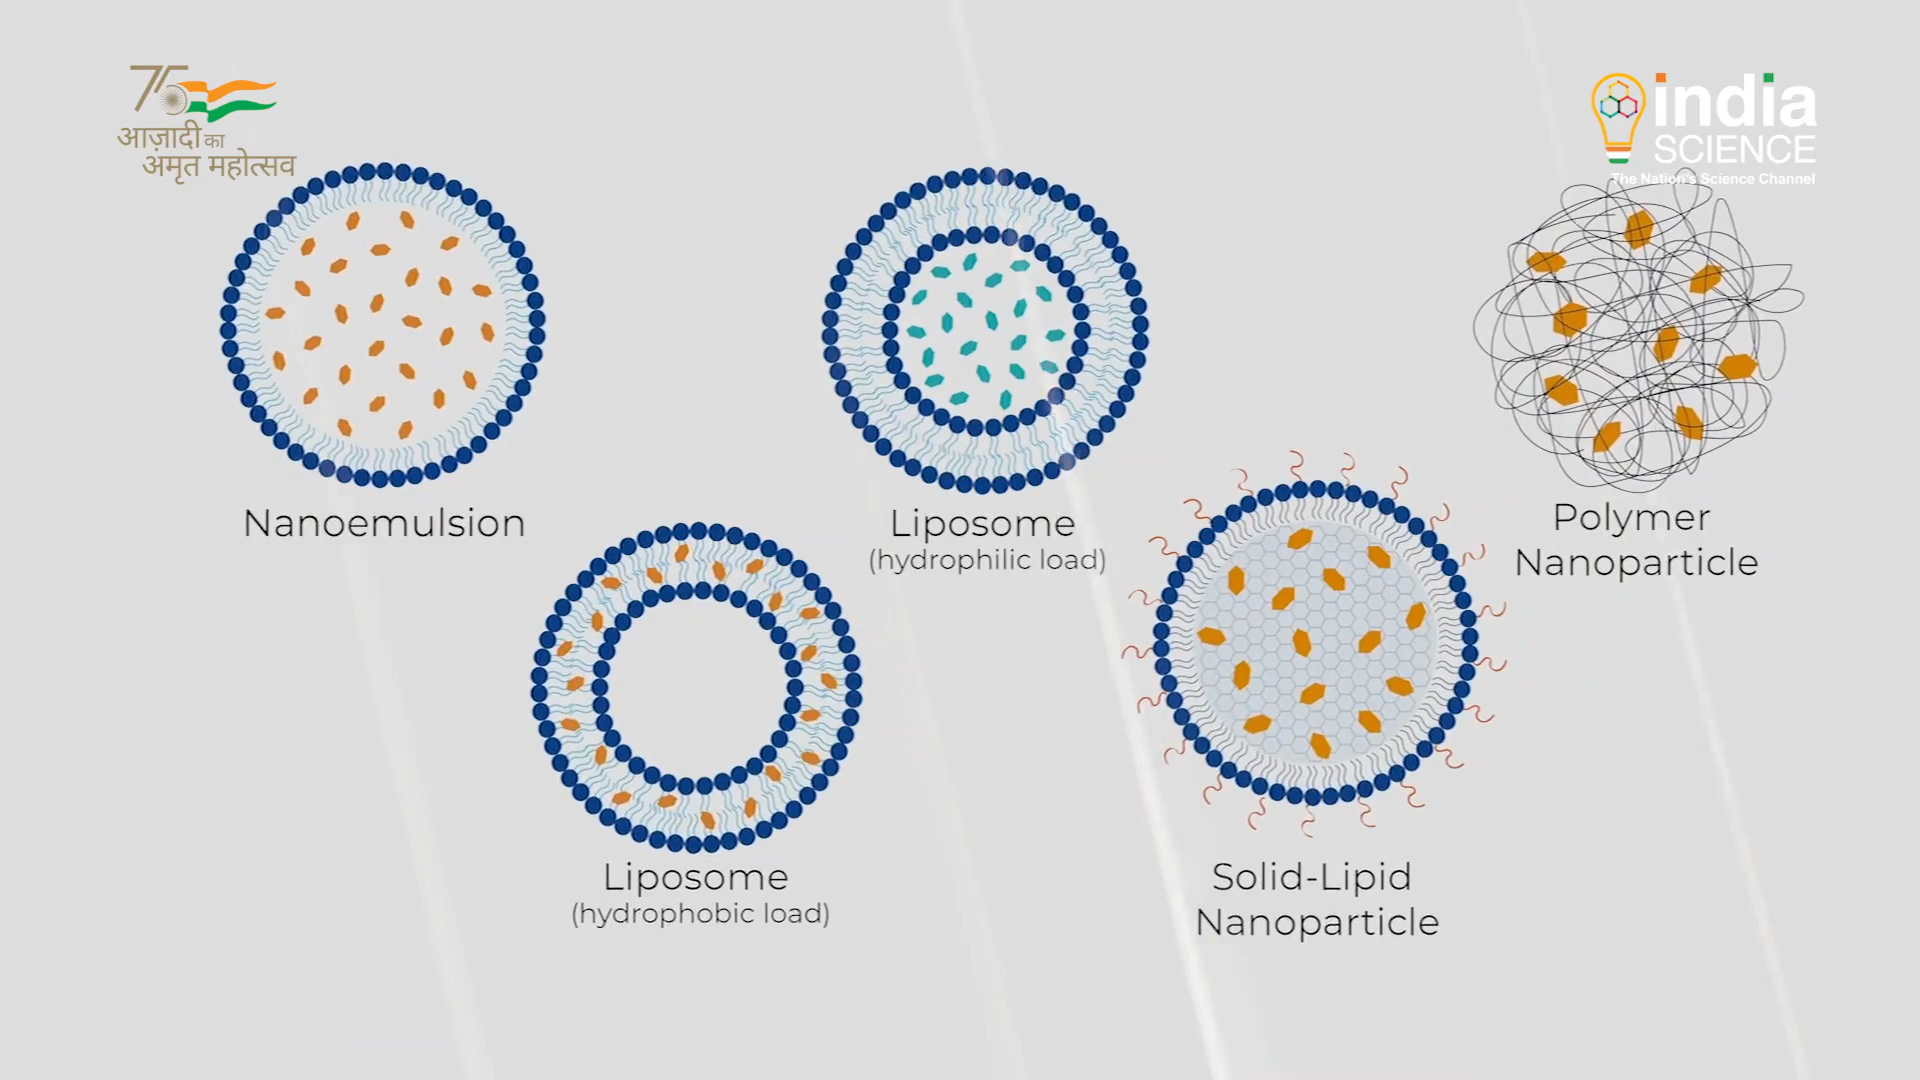 75
आज़ादी का
अमृत महोत्सव
india
SCIENCE
The Nation's Science Channel
Nanoemulsion
Liposome
(hydrophilic load)
Polymer
Nanoparticle
Liposome
(hydrophobic load)
Solid-Lipid
Nanoparticle